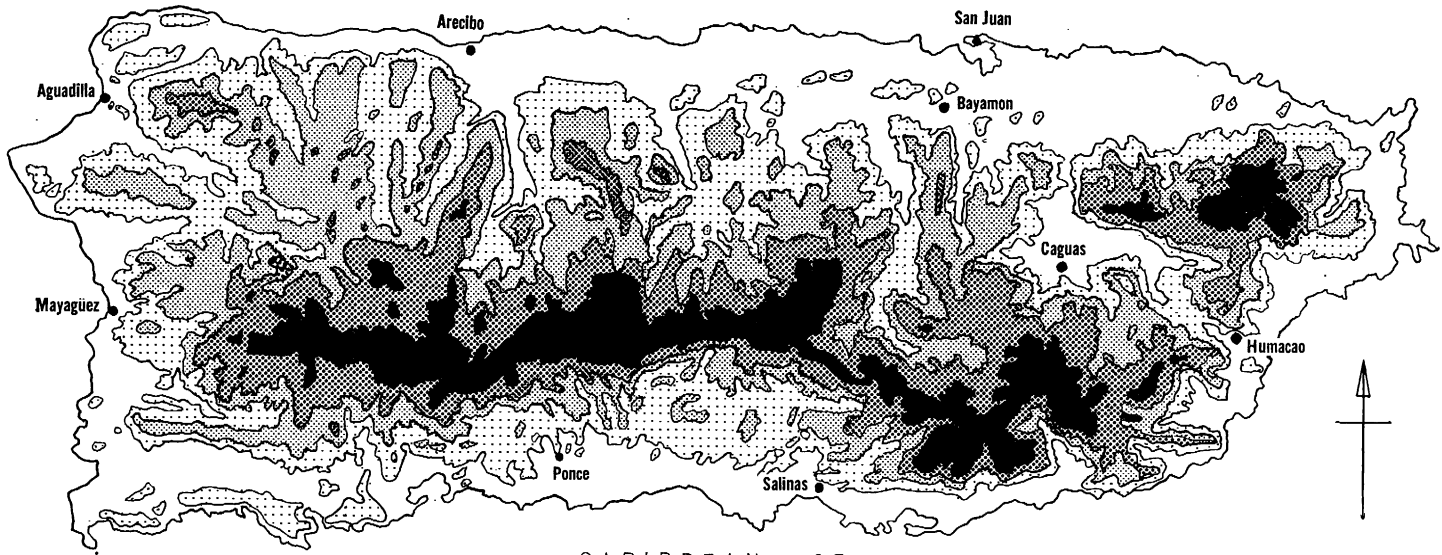 Arecibo
San Juan
Aguadilla
Bayamon
Caguas
Mayagüez
Humacao
Ponce
Salinas